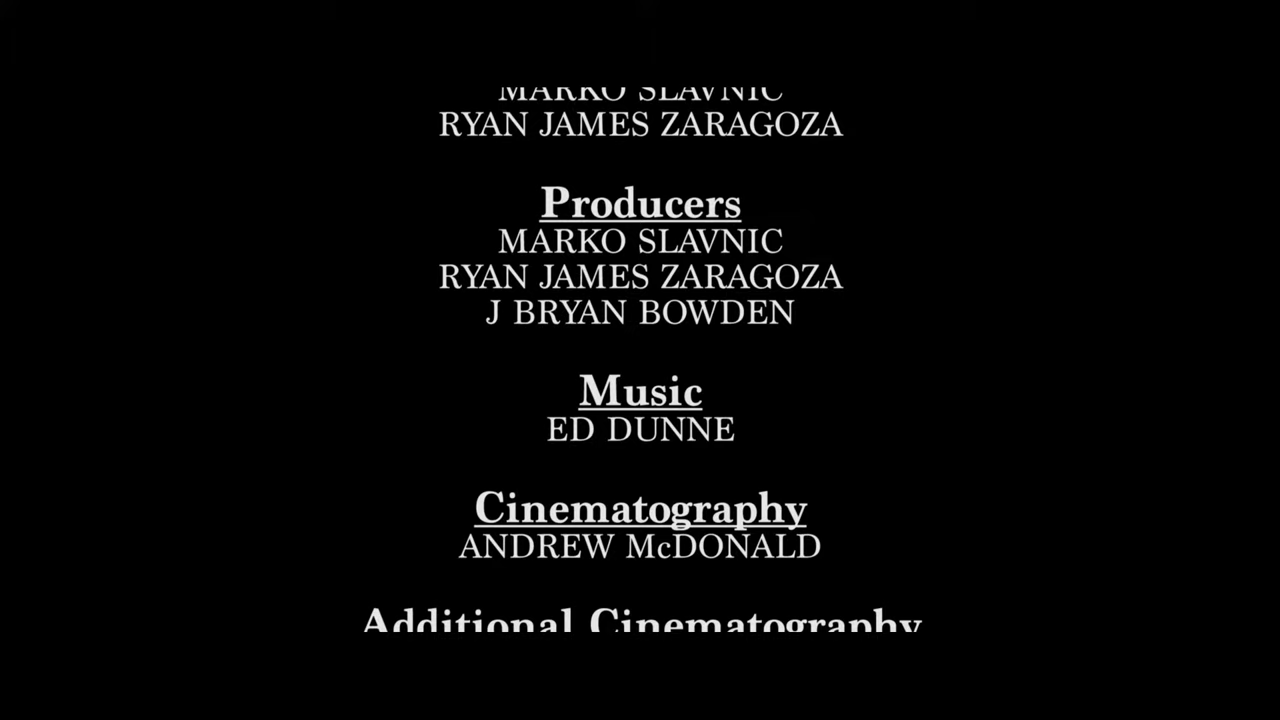 MARKO SLAVNIC
RYAN JAMES ZARAGOZA
Producers
MARKO SLAVNIC
RYAN JAMES ZARAGOZA
J BRYAN BOWDEN
Music
ED DUNNE
Cinematography
ANDREW McDONALD
Additional Cinematography